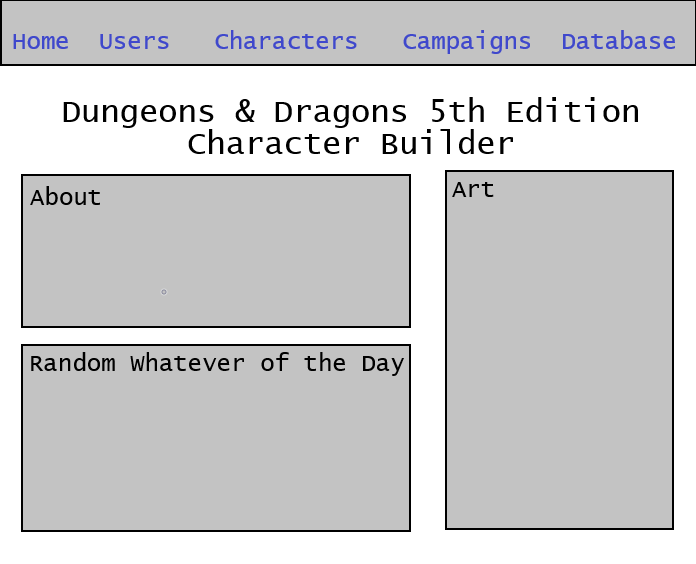 Home Users Characters Campaigns Database
Dungeons & Dragons 5th Edition
Character Builder
About
Random Whatever of the Day
Art